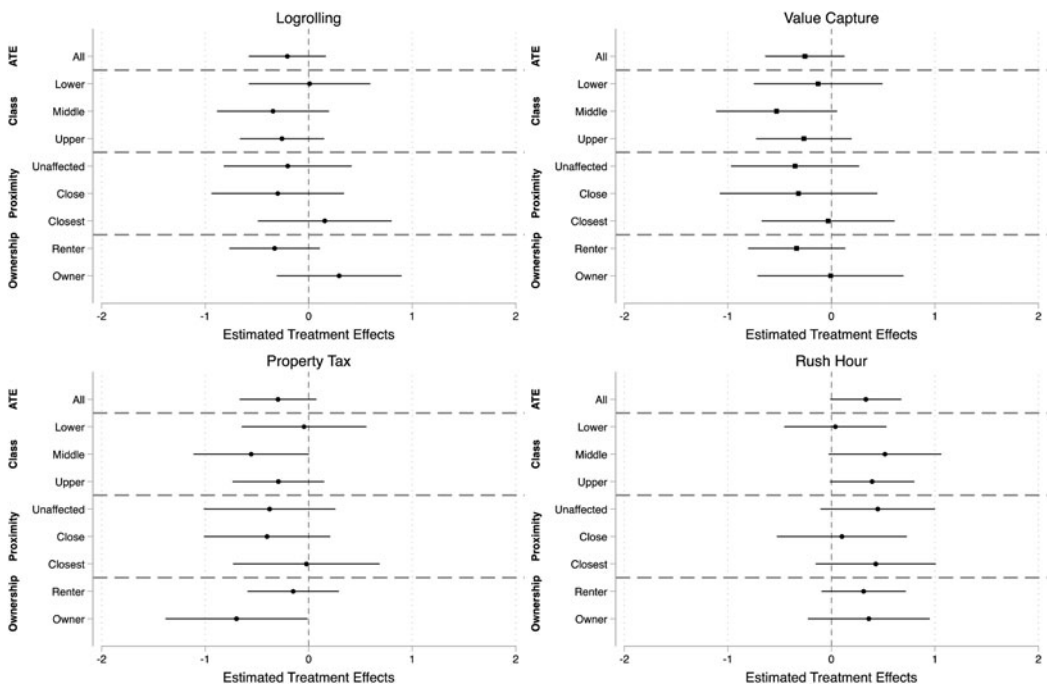 Logrolling
ATE
All
Class
Lower
Middle
Upper
Proximity
Unaffected
Close
Closest
Ownership
Renter
Owner
-2 -1 0 1 2
Estimated Treatment Effects
Value Capture
ATE
All
Class
Lower
Middle
Upper
Proximity
Unaffected
Close
Closest
Ownership
Renter
Owner
-2 -1 0 1 2
Estimated Treatment Effects
Property Tax
ATE
All
Class
Lower
Middle
Upper
Proximity
Unaffected
Close
Closest
Ownership
Renter
Owner
-2 -1 0 1 2
Estimated Treatment Effects
Rush Hour
ATE
All
Class
Lower
Middle
Upper
Proximity
Unaffected
Close
Closest
Ownership
Renter
Owner
-2 -1 0 1 2
Estimated Treatment Effects